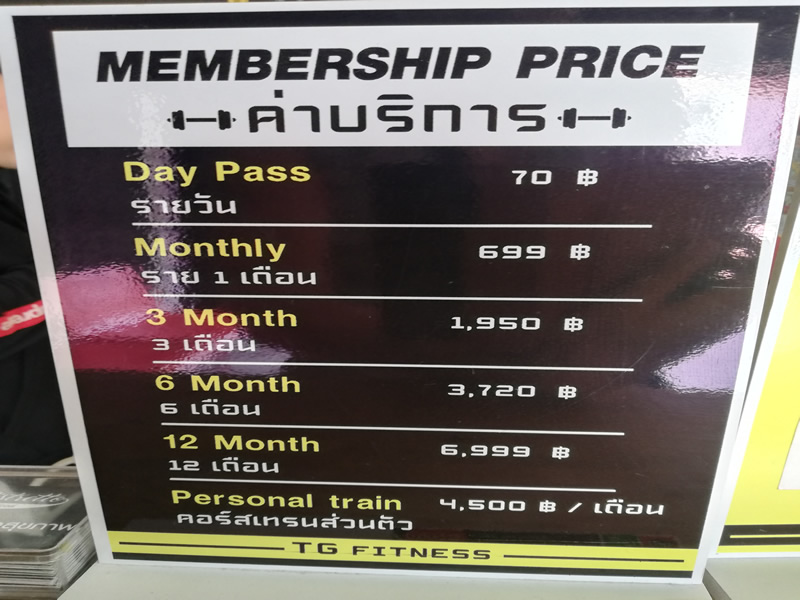 MEMBERSHIP PRICE
ค่าบริการ
Day Pass 70 ฿
รายวัน
Monthly 699 ฿
ราย 1 เดือน
3 Month 1,950 ฿
3 เดือน
6 Month 3,720 ฿
6 เดือน
12 Month 6,999 ฿
12 เดือน
Personal train 4,500 ฿ / เดือน
คอร์สเทรนส่วนตัว
TG FITNESS